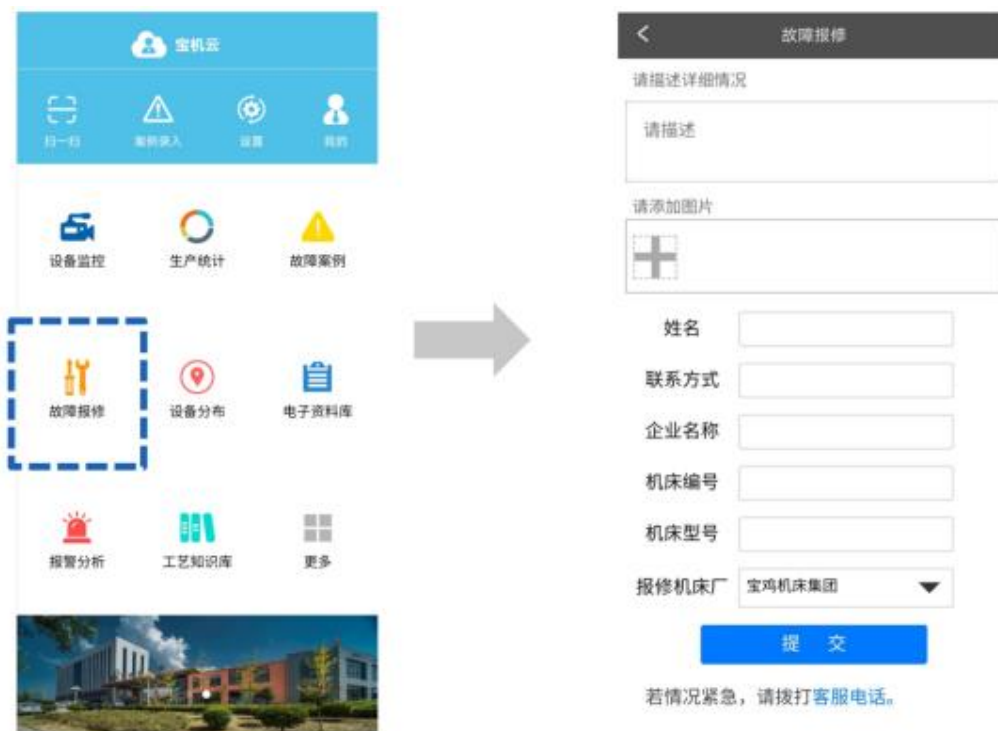 宝机云
扫一扫 案例录入 设置 我的
设备监控 生产统计 故障案例
故障报修 设备分布 电子资料库
报警分析 工艺知识库 更多
故障报修
请描述详细情况
请描述
请添加图片
姓名
联系方式
企业名称
机床编号
机床型号
报修机床厂 宝鸡机床集团
提 交
若情况紧急，请拨打客服电话。